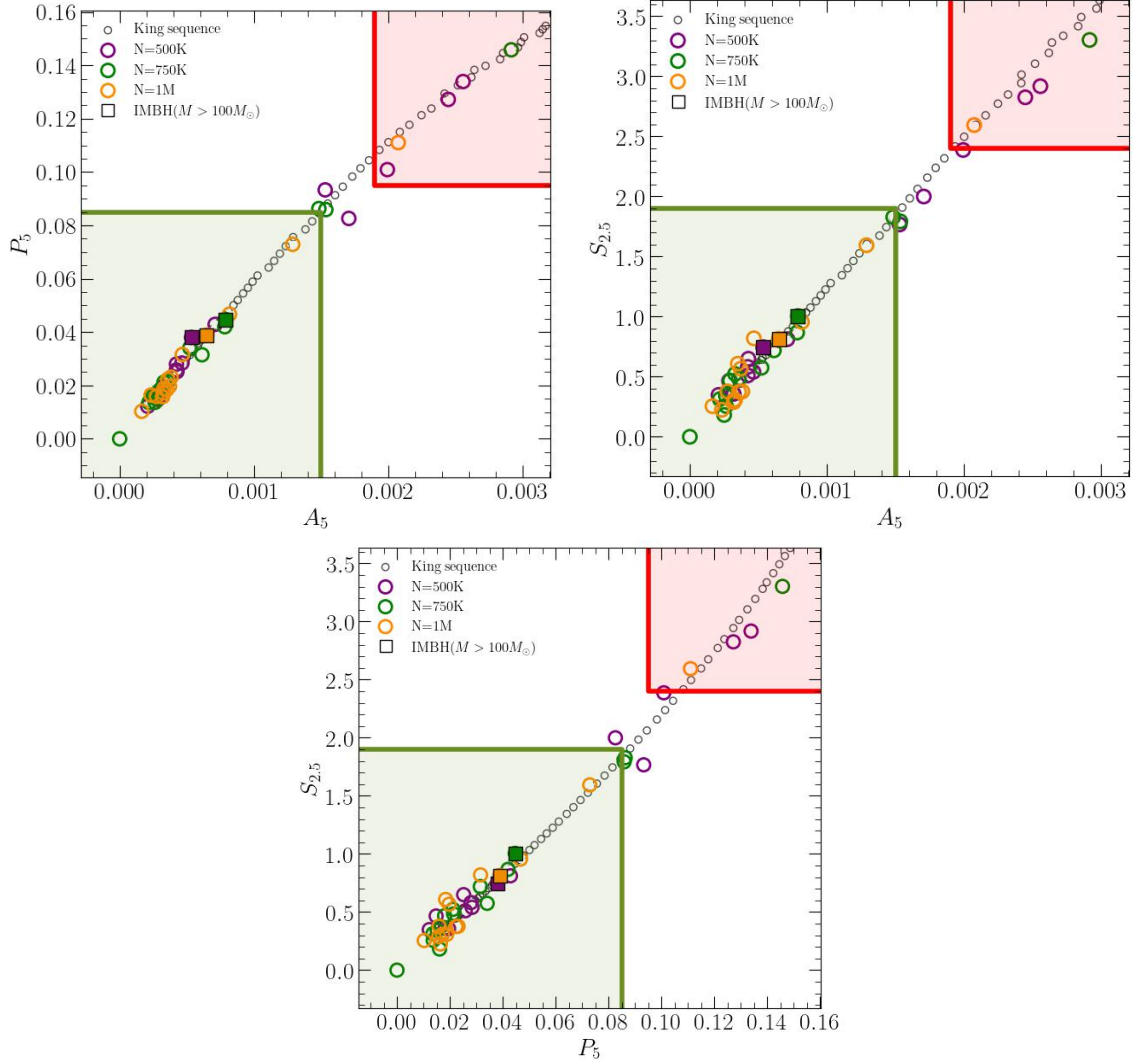 0.16
0.14
0.12
0.10
0.08
0.06
0.04
0.02
0.00
P₅
King sequence
N=500K
N=750K
N=1M
IMBH(M > 100M⊙)
0.000 0.001 0.002 0.003
A₅
3.5
3.0
2.5
2.0
1.5
1.0
0.5
0.0
S₂.₅
King sequence
N=500K
N=750K
N=1M
IMBH(M > 100M⊙)
0.000 0.001 0.002 0.003
A₅
3.5
3.0
2.5
2.0
1.5
1.0
0.5
0.0
S₂.₅
King sequence
N=500K
N=750K
N=1M
IMBH(M > 100M⊙)
0.00 0.02 0.04 0.06 0.08 0.10 0.12 0.14 0.16
P₅